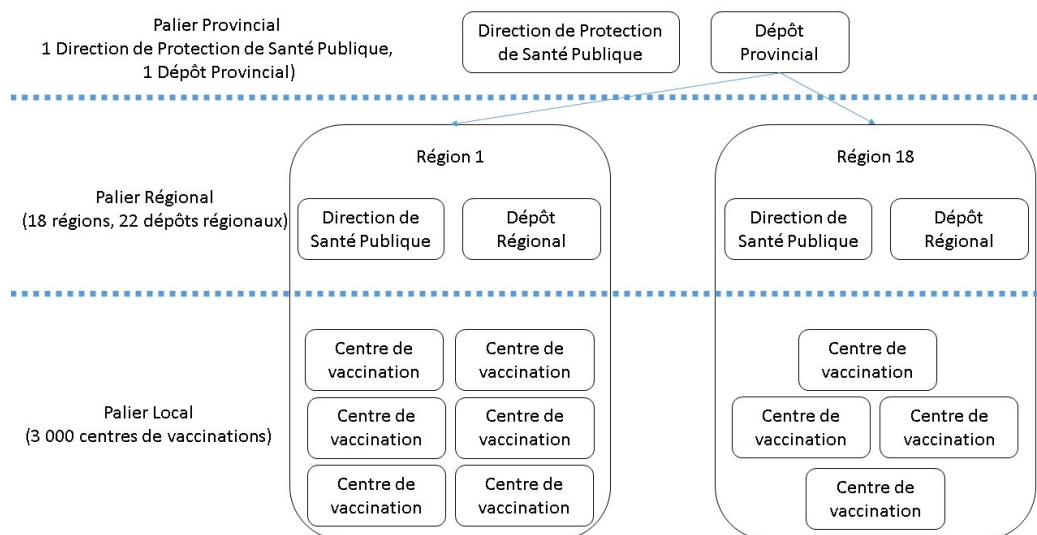 Palier Provincial
1 Direction de Protection de Santé Publique,
1 Dépôt Provincial)
Direction de Protection
de Santé Publique
Dépôt
Provincial
Région 1
Région 18
Palier Régional
(18 régions, 22 dépôts régionaux)
Direction de
Santé Publique
Dépôt
Régional
Direction de
Santé Publique
Dépôt
Régional
Palier Local
(3 000 centres de vaccinations)
Centre de
vaccination
Centre de
vaccination
Centre de
vaccination
Centre de
vaccination
Centre de
vaccination
Centre de
vaccination
Centre de
vaccination
Centre de
vaccination
Centre de
vaccination
Centre de
vaccination